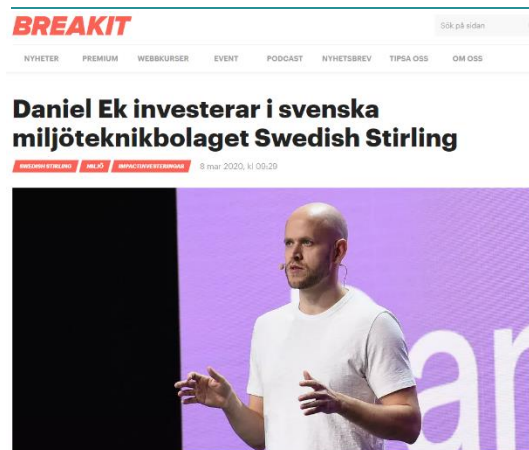 BREAKIT
Sök på sidan
NYHETER PREMIUM WEBBKURSER EVENT PODCAST NYHETSBREV TIPSA OSS OM OSS
Daniel Ek investerar i svenska
miljöteknikbolaget Swedish Stirling
SWEDISH STIRLING MILJÖ IMPACTINVESTERINGAR 8 mar 2020, kl 09:29
ar